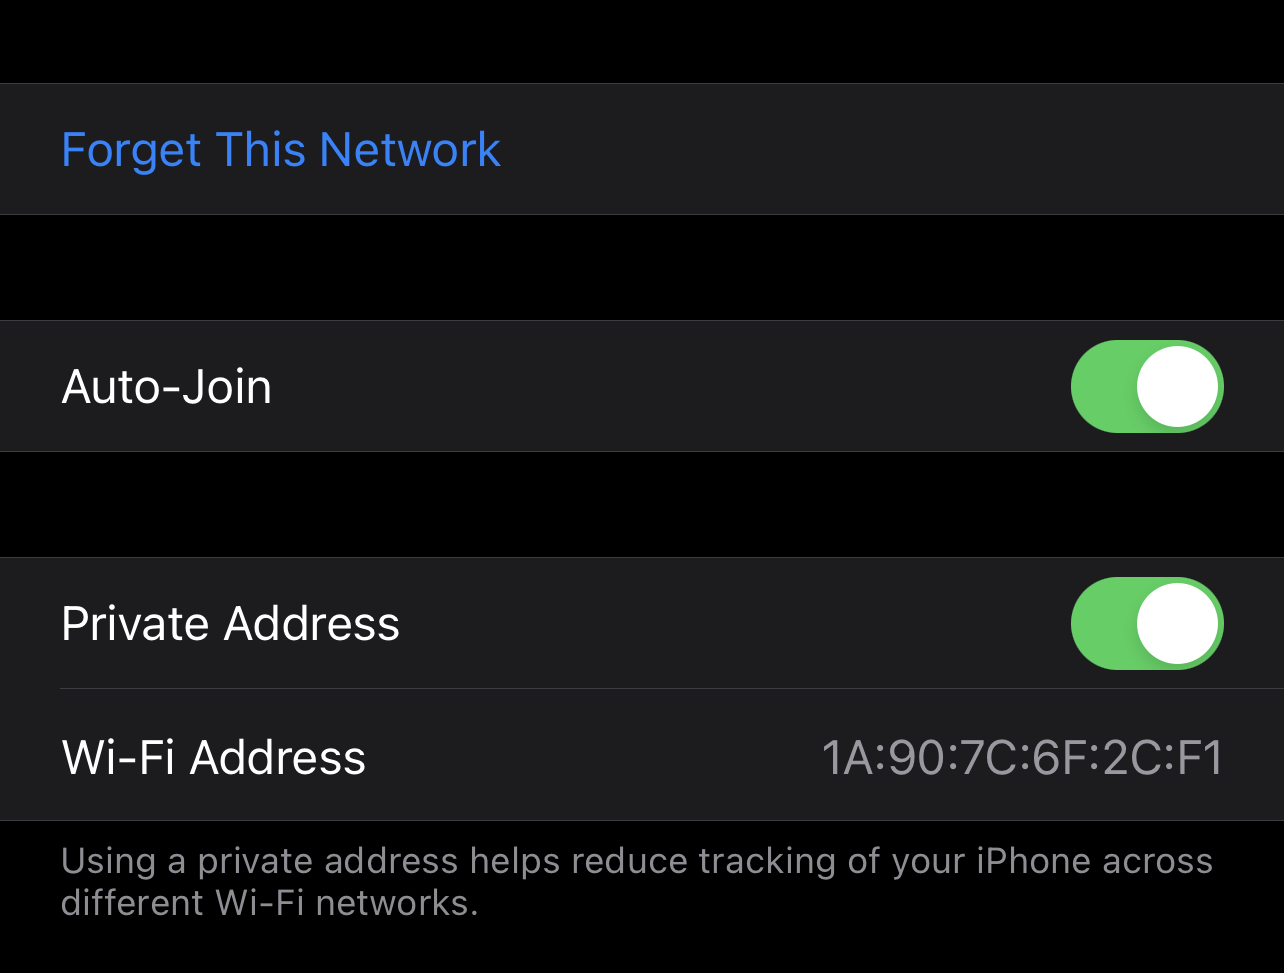 Forget This Network
Auto-Join
Private Address
Wi-Fi Address 1A:90:7C:6F:2C:F1
Using a private address helps reduce tracking of your iPhone across
different Wi-Fi networks.